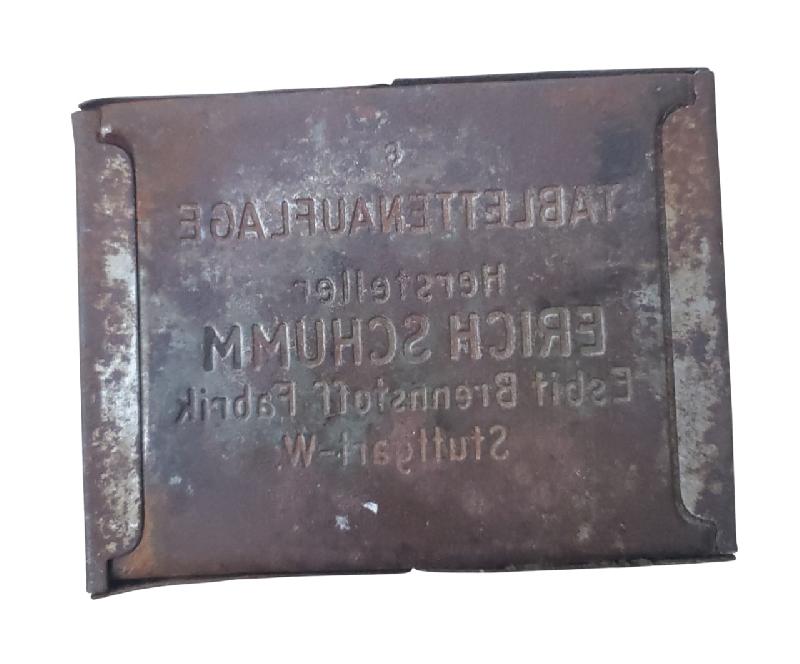 TABLETTENAUFLAGE
Hersteller
ERICH SCHUMM
Esbit Brennstoff Fabrik
Stuttgart-W.